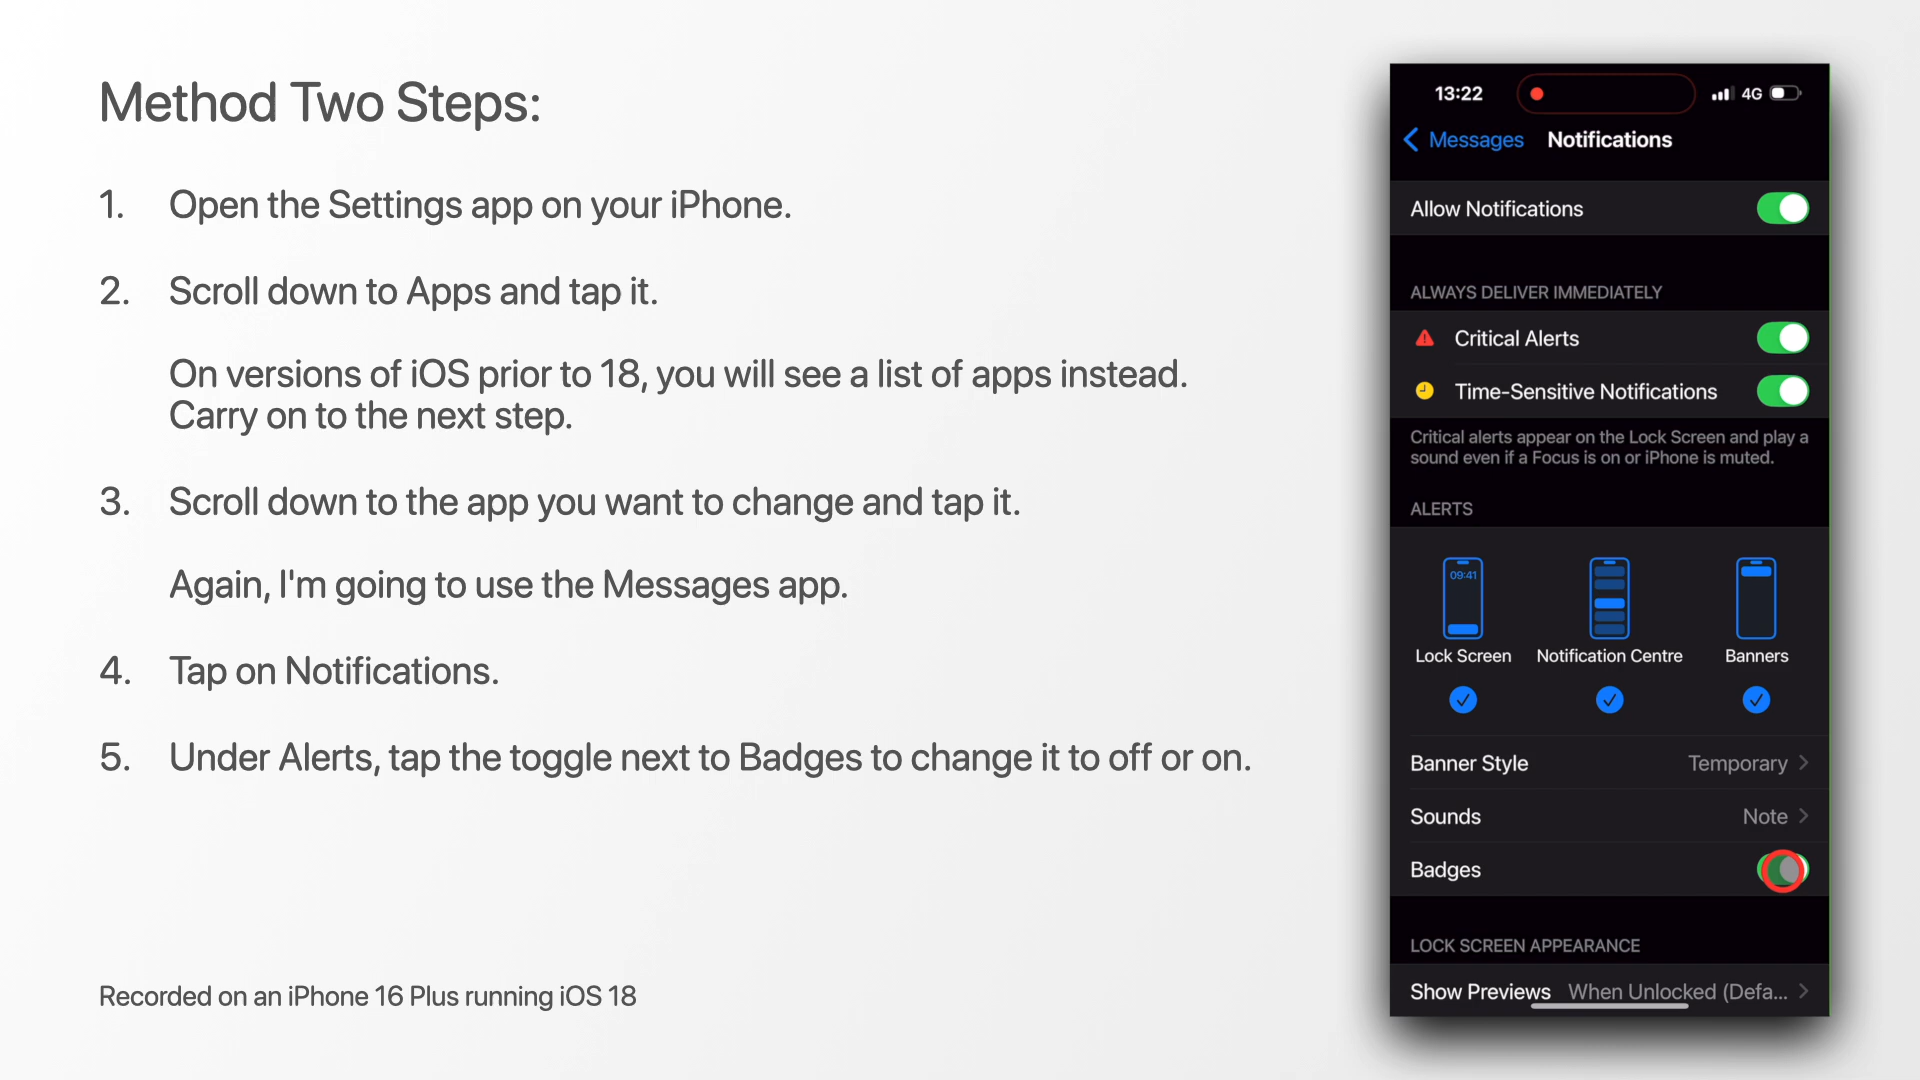 Method Two Steps:
1. Open the Settings app on your iPhone.
2. Scroll down to Apps and tap it.
On versions of iOS prior to 18, you will see a list of apps instead.
Carry on to the next step.
3. Scroll down to the app you want to change and tap it.
Again, I'm going to use the Messages app.
4. Tap on Notifications.
5. Under Alerts, tap the toggle next to Badges to change it to off or on.
Recorded on an iPhone 16 Plus running iOS 18
13:22 4G
Messages Notifications
Allow Notifications
ALWAYS DELIVER IMMEDIATELY
Critical Alerts
Time-Sensitive Notifications
Critical alerts appear on the Lock Screen and play a
sound even if a Focus is on or iPhone is muted.
ALERTS
09:41
Lock Screen Notification Centre Banners
Banner Style Temporary
Sounds Note
Badges
LOCK SCREEN APPEARANCE
Show Previews When Unlocked (Defa...